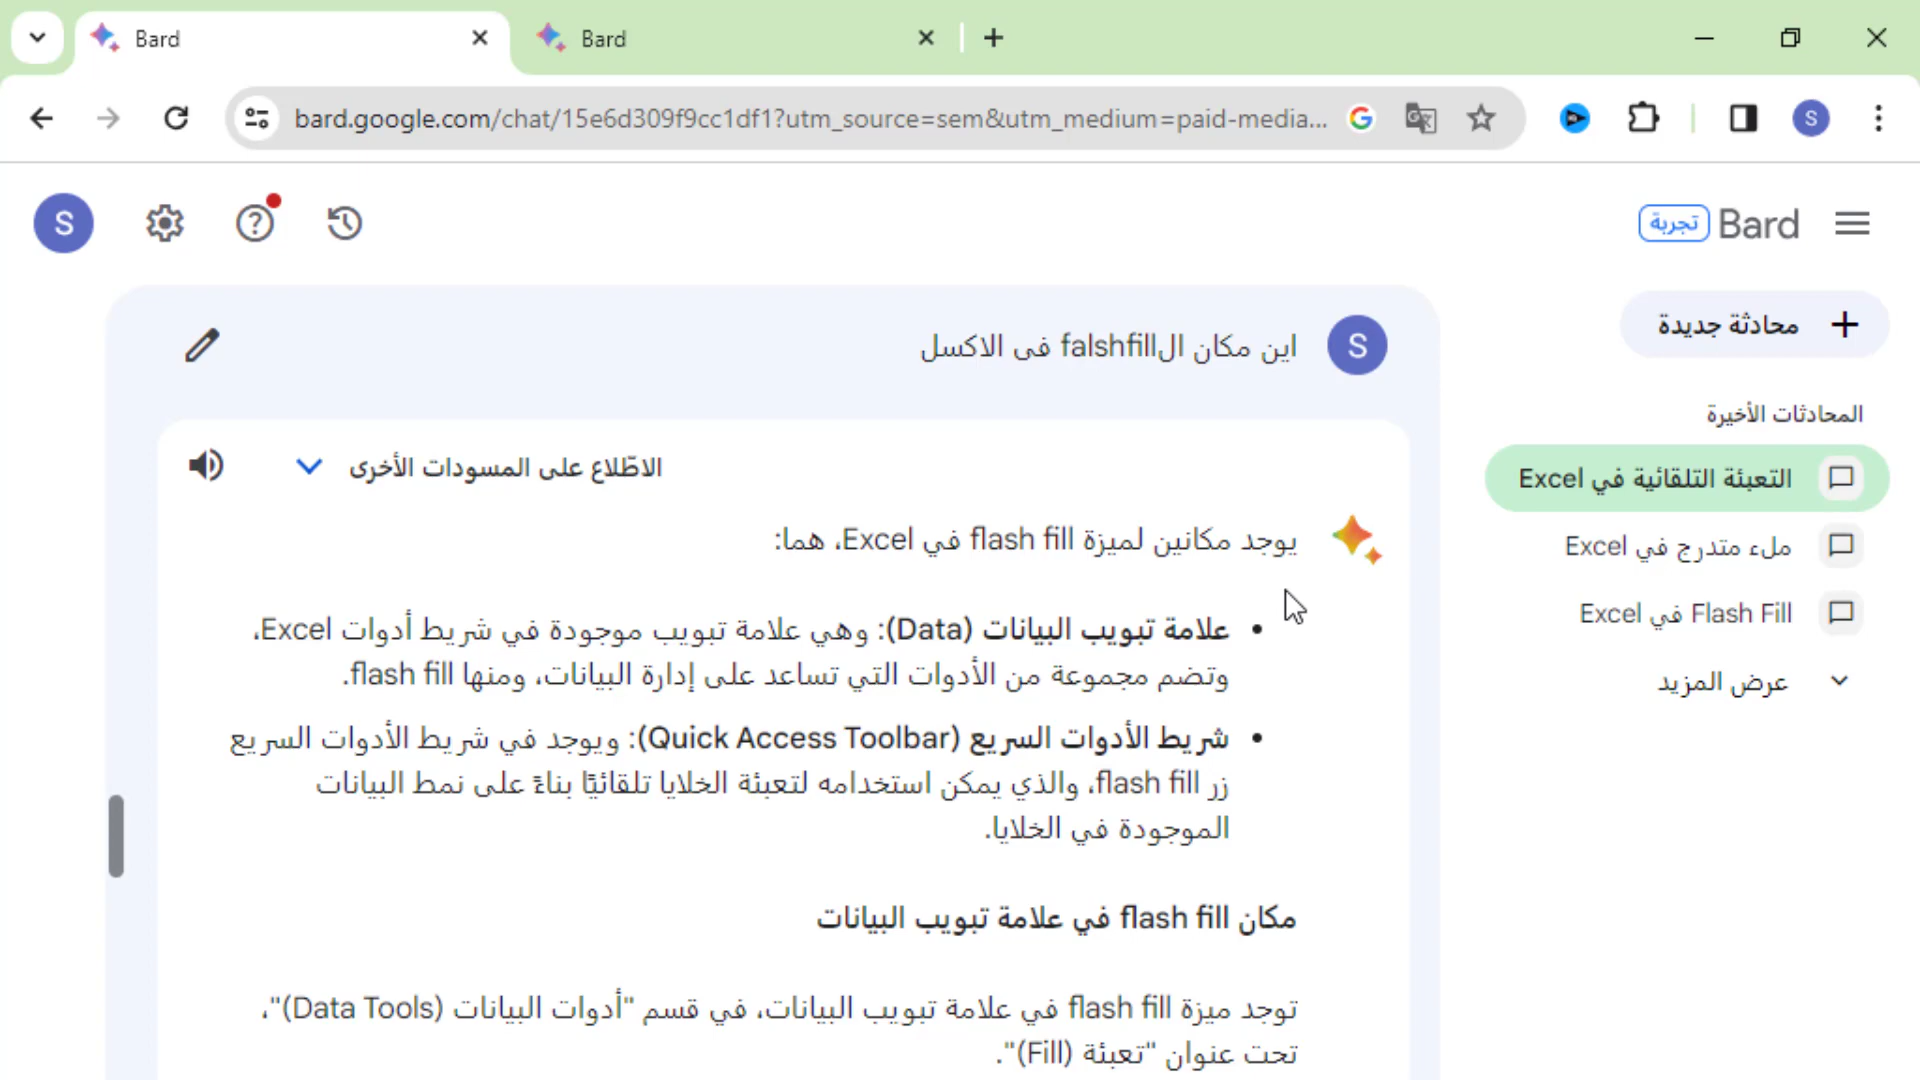 Bard
Bard
bard.google.com/chat/15e6d309f9cc1df1?utm_source=sem&utm_medium=paid-media...
S
S
Bard تجربة
محادثة جديدة
المحادثات الأخيرة
التعبئة التلقائية في Excel
ملء متدرج في Excel
Flash Fill في Excel
عرض المزيد
S
اين مكان الfalshfill فى الاكسل
الاطّلاع على المسودات الأخرى
يوجد مكانين لميزة flash fill في Excel، هما:
• علامة تبويب البيانات (Data): وهي علامة تبويب موجودة في شريط أدوات Excel،
وتضم مجموعة من الأدوات التي تساعد على إدارة البيانات، ومنها flash fill.
• شريط الأدوات السريع (Quick Access Toolbar): ويوجد في شريط الأدوات السريع
زر flash fill، والذي يمكن استخدامه لتعبئة الخلايا تلقائيًا بناءً على نمط البيانات
الموجودة في الخلايا.
مكان flash fill في علامة تبويب البيانات
توجد ميزة flash fill في علامة تبويب البيانات، في قسم "أدوات البيانات (Data Tools)"،
تحت عنوان "تعبئة (Fill)".